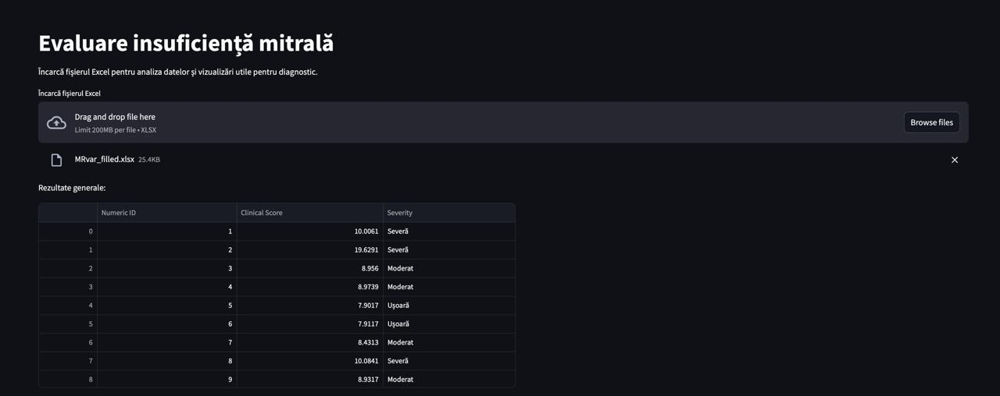 Evaluare insuficiență mitrală
Încarcă fișierul Excel pentru analiza datelor și vizualizări utile pentru diagnostic.
Încarcă fișierul Excel
Drag and drop file here
Limit 200MB per file • XLSX
Browse files
MRvar_filled.xlsx 25.4KB
Rezultate generale:
Numeric ID Clinical Score Severity
0 1 10.0061 Severă
1 2 19.6291 Severă
2 3 8.956 Moderat
3 4 8.9739 Moderat
4 5 7.9017 Ușoară
5 6 7.9117 Ușoară
6 7 8.4313 Moderat
7 8 10.0841 Severă
8 9 8.9317 Moderat